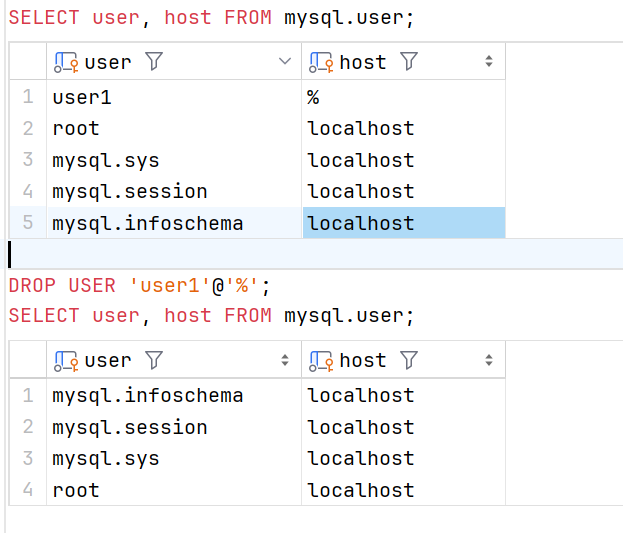 SELECT user, host FROM mysql.user;
user host
1 user1 %
2 root localhost
3 mysql.sys localhost
4 mysql.session localhost
5 mysql.infoschema localhost
DROP USER 'user1'@'%';
SELECT user, host FROM mysql.user;
user host
1 mysql.infoschema localhost
2 mysql.session localhost
3 mysql.sys localhost
4 root localhost